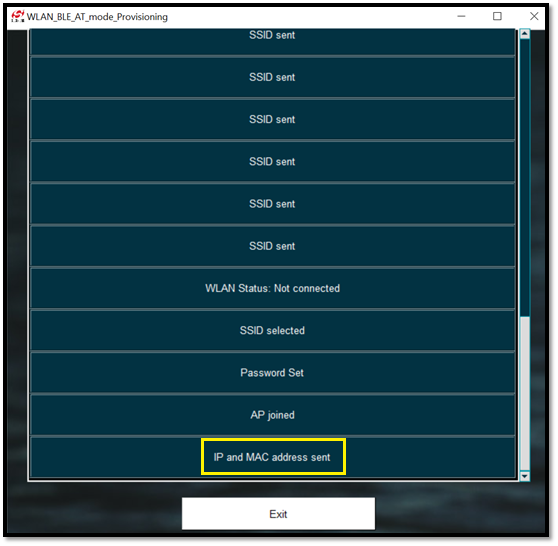 WLAN_BLE_AT_mode_Provisioning
SSID sent
SSID sent
SSID sent
SSID sent
SSID sent
SSID sent
WLAN Status: Not connected
SSID selected
Password Set
AP joined
IP and MAC address sent
Exit